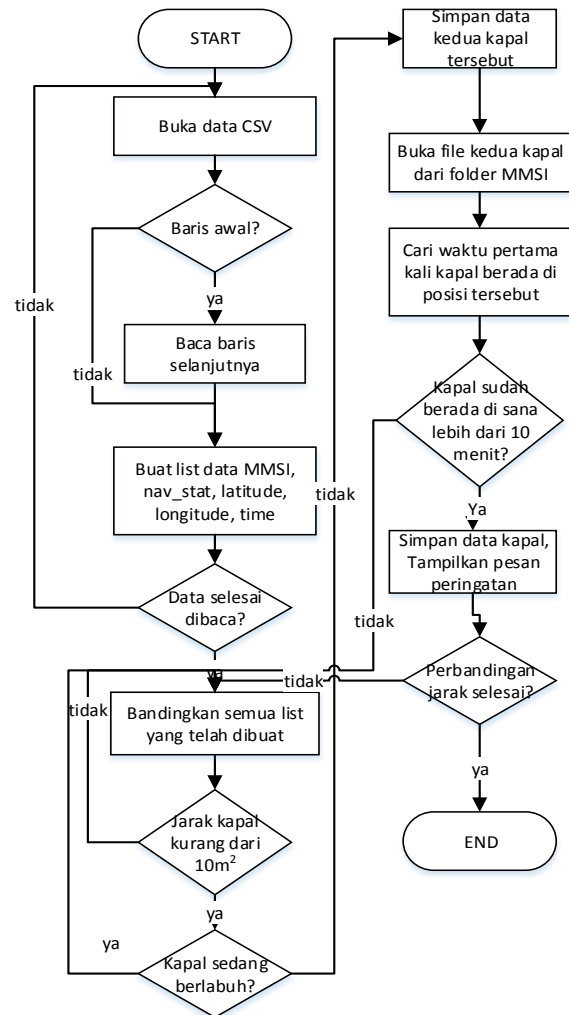 START
Buka data CSV
Baris awal?
ya
tidak
Baca baris
selanjutnya
tidak
Buat list data MMSI,
nav_stat, latitude,
longitude, time
Data selesai
dibaca?
ya
Bandingkan semua list
yang telah dibuat
tidak
Jarak kapal
kurang dari
10m²
ya
ya
Kapal sedang
berlabuh?
tidak
Simpan data
kedua kapal
tersebut
Buka file kedua kapal
dari folder MMSI
Cari waktu pertama
kali kapal berada di
posisi tersebut
Kapal sudah
berada di sana
lebih dari 10
menit?
Ya
tidak
Simpan data kapal,
Tampilkan pesan
peringatan
Perbandingan
jarak selesai?
tidak
ya
END